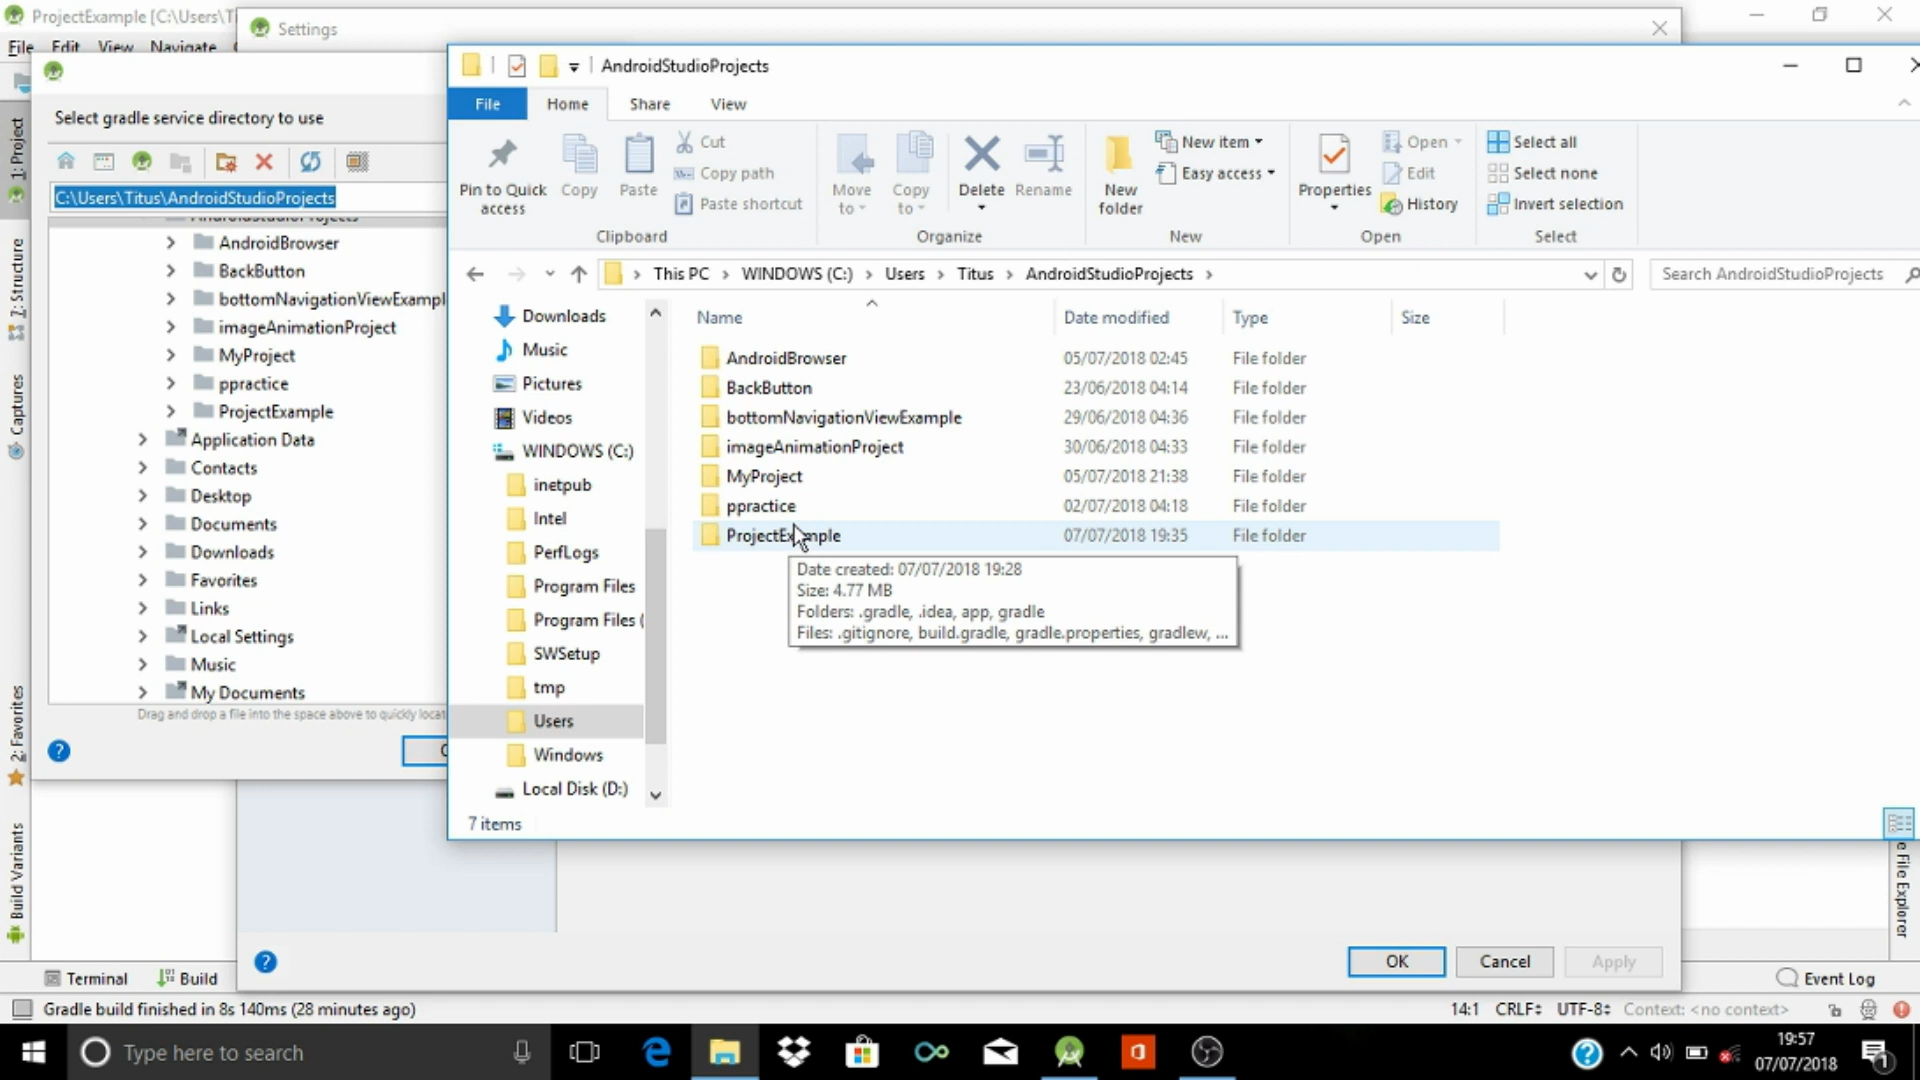 ProjectExample [C:\Users\Ti
File Edit View Navigate
Settings
Select gradle service directory to use
C:\Users\Titus\AndroidStudioProjects
AndroidStudioProjects
AndroidBrowser
BackButton
bottomNavigationViewExampl
imageAnimationProject
MyProject
ppractice
ProjectExample
Application Data
Contacts
Desktop
Documents
Downloads
Favorites
Links
Local Settings
Music
My Documents
Drag and drop a file into the space above to quickly locat
1: Project
7: Structure
Captures
2: Favorites
Build Variants
AndroidStudioProjects
File Home Share View
Pin to Quick access
Copy
Paste
Cut
Copy path
Paste shortcut
Clipboard
Move to
Copy to
Delete
Rename
Organize
New folder
New item
Easy access
New
Properties
Open
Edit
History
Open
Select all
Select none
Invert selection
Select
This PC > WINDOWS (C:) > Users > Titus > AndroidStudioProjects >
Search AndroidStudioProjects
Downloads
Music
Pictures
Videos
WINDOWS (C:)
inetpub
Intel
PerfLogs
Program Files
Program Files (
SWSetup
tmp
Users
Windows
Local Disk (D:)
Name Date modified Type Size
AndroidBrowser 05/07/2018 02:45 File folder
BackButton 23/06/2018 04:14 File folder
bottomNavigationViewExample 29/06/2018 04:36 File folder
imageAnimationProject 30/06/2018 04:33 File folder
MyProject 05/07/2018 21:38 File folder
ppractice 02/07/2018 04:18 File folder
ProjectExample 07/07/2018 19:35 File folder
Date created: 07/07/2018 19:28
Size: 4.77 MB
Folders: .gradle, .idea, app, gradle
Files: .gitignore, build.gradle, gradle.properties, gradlew, ...
7 items
e File Explorer
OK Cancel Apply
Terminal Build Event Log
Gradle build finished in 8s 140ms (28 minutes ago) 14:1 CRLF÷ UTF-8÷ Context: <no context>
Type here to search
19:57
07/07/2018
1